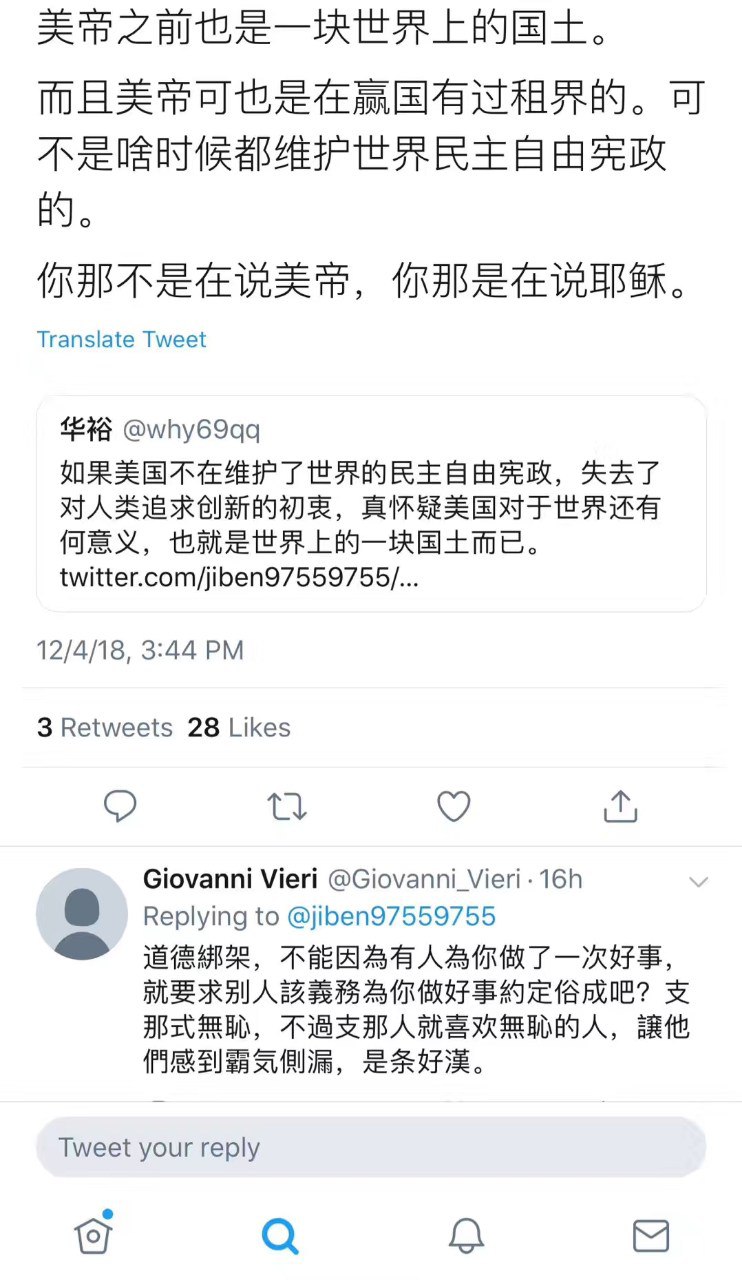 美帝之前也是一块世界上的国土。
而且美帝可也是在赢国有过租界的。可
不是啥时候都维护世界民主自由宪政
的。
你那不是在说美帝，你那是在说耶稣。
Translate Tweet
华裕 @why69qq
如果美国不在维护了世界的民主自由宪政，失去了
对人类追求创新的初衷，真怀疑美国对于世界还有
何意义，也就是世界上的一块国土而已。
twitter.com/jiben97559755/...
12/4/18, 3:44 PM
3 Retweets 28 Likes
Giovanni Vieri @Giovanni_Vieri · 16h
Replying to @jiben97559755
道德綁架，不能因為有人為你做了一次好事，
就要求別人該義務為你做好事約定俗成吧？支
那式無恥，不過支那人就喜欢無恥的人，讓他
們感到霸气侧漏，是条好漢。
Tweet your reply